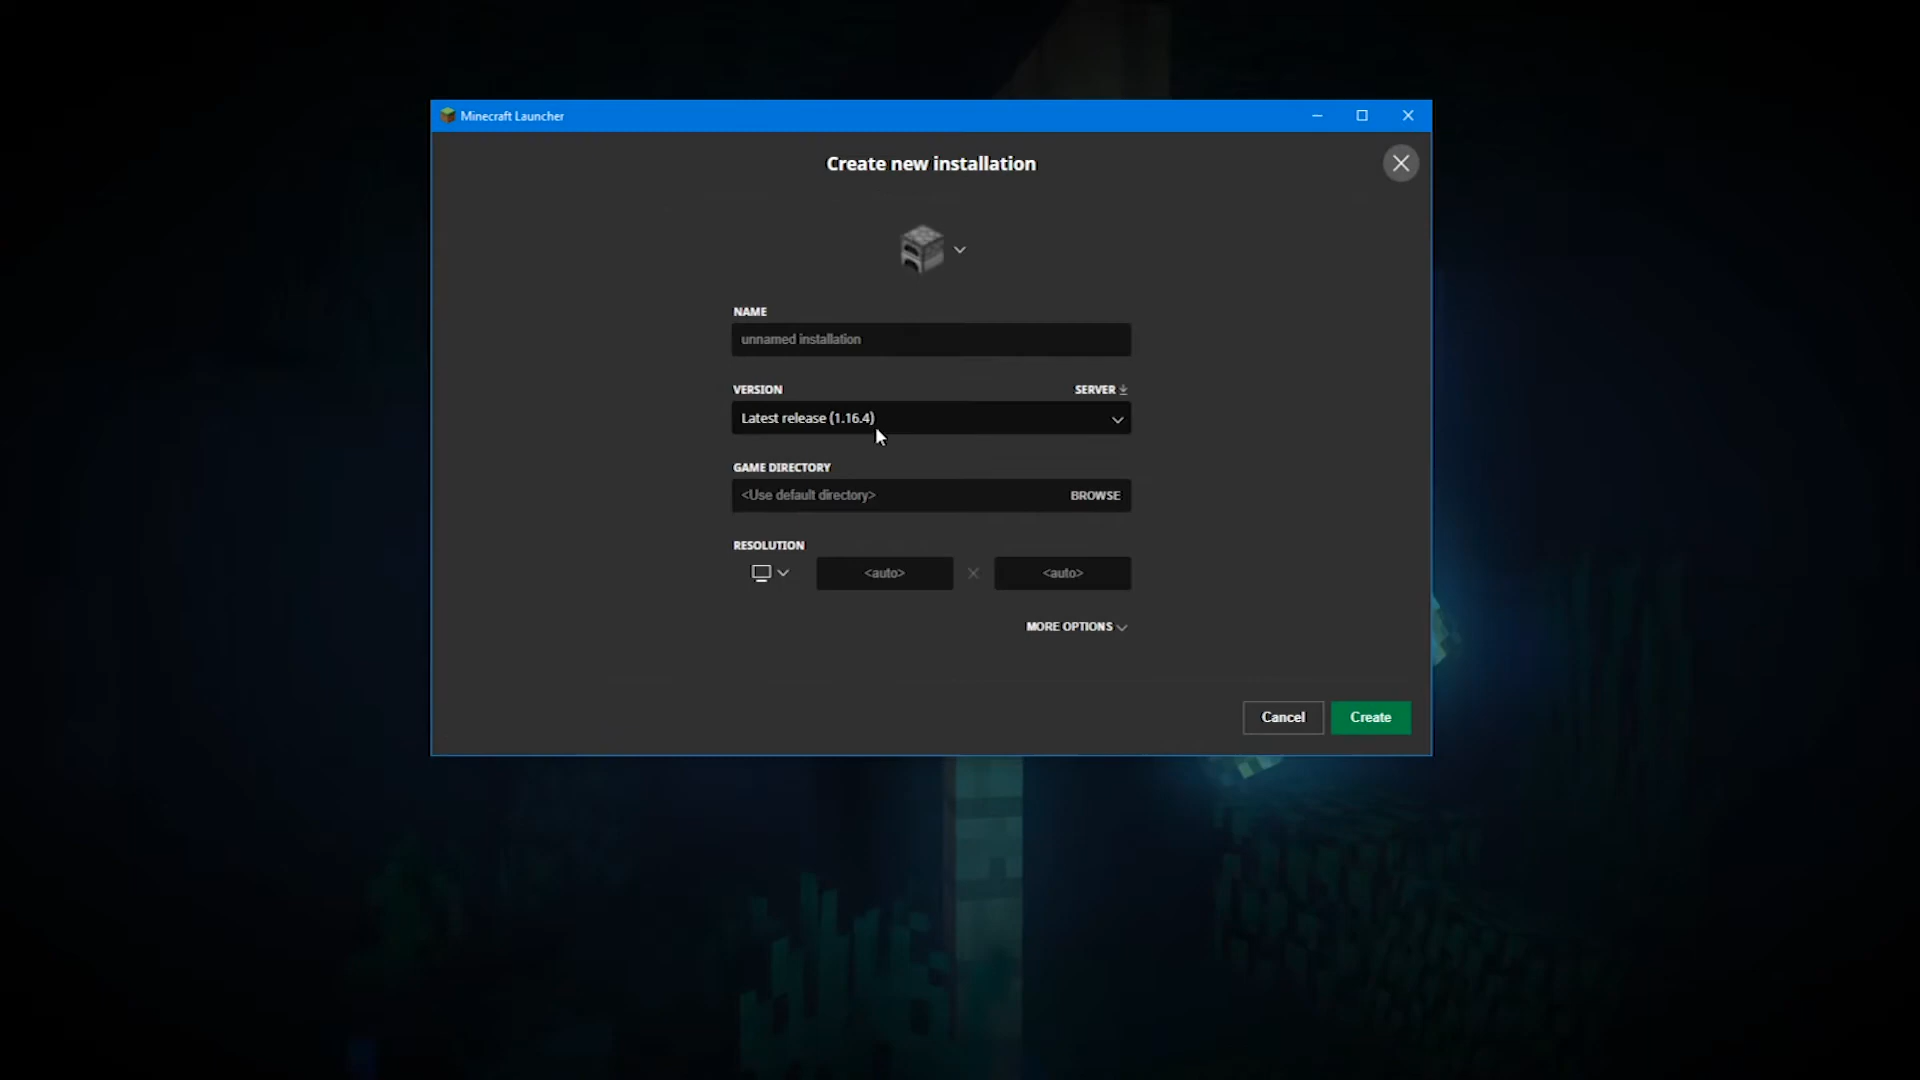 Minecraft Launcher
Create new installation
NAME
unnamed installation
VERSION
SERVER
Latest release (1.16.4)
GAME DIRECTORY
<Use default directory>
BROWSE
RESOLUTION
<auto>
<auto>
MORE OPTIONS
Cancel
Create